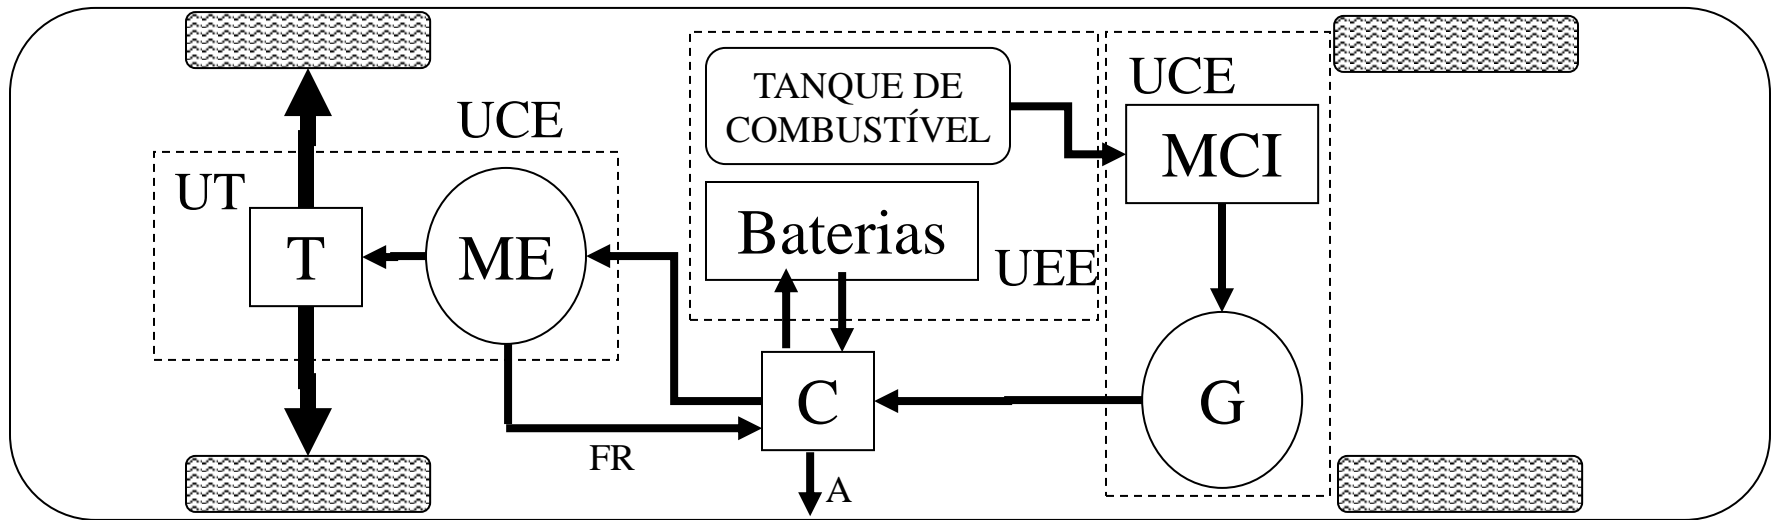 UCE
UT
T
ME
TANQUE DE
COMBUSTÍVEL
Baterias
UEE
UCE
MCI
C
G
FR
A